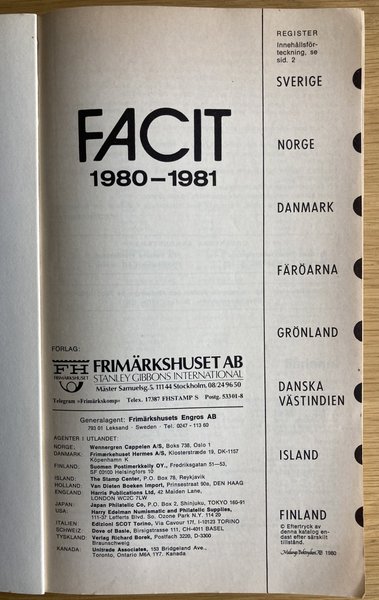 FACIT
1980–1981
REGISTER
Innehållsför-
teckning, se
sid. 2
SVERIGE
NORGE
DANMARK
FÄRÖARNA
GRÖNLAND
DANSKA
VÄSTINDIEN
ISLAND
FINLAND
© Eftertryck av
denna katalog en-
dast efter särskilt
tillstånd.
1980
FÖRLAG:
FH
FRIMÄRKSHUSET
FRIMÄRKSHUSET AB
STANLEY GIBBONS INTERNATIONAL
Mäster Samuelsg. 5, 111 44 Stockholm. 08/24 96 50
Telegram »Frimärkskomp» Telex. 17387 FHSTAMP S Postg. 53301-8
Generalagent: Frimärkshusets Engros AB
793 01 Leksand · Sweden · Tel. 0247 - 113 60
AGENTER I UTLANDET:
NORGE: Wennergren Cappelen A/S, Boks 738, Oslo 1
DANMARK: Frimærkehuset Hermes A/S, Klosterstræde 19, DK-1157
Köpenhamn K
FINLAND: Suomen Postimerkkeily OY., Fredriksgatan 51—53,
SF 00100 Helsingfors 10
ISLAND: The Stamp Center, P.O. Box 78, Reykjavik
HOLLAND: Van Dieten Boeken Import, Prinsestraat 90a, DEN HAAG
ENGLAND Harris Publications Ltd, 42 Maiden Lane,
LONDON WC2C 7LW
JAPAN: Japan Philatelic Co, P.O. Box 2, Shinjuku, TOKYO 160-91
USA: Harry Edelman Numismatic and Philatelic Supplies,
111-37 Lefferts Blvd. So. Ozone Park N.Y. 114 20
ITALIEN Edizioni SCOT Torino, Via Cavour 17f, I-10123 TORINO
SCHWEIZ: Dove of Basle, Birsigstrasse 111, CH-4011 BASEL
TYSKLAND: Verlag Richard Borek, Postfach 3220, D-3300
Braunschweig
KANADA: Unitrade Associates, 153 Bridgeland Ave.,
Toronto, Ontario M6A 1Y7. Kanada